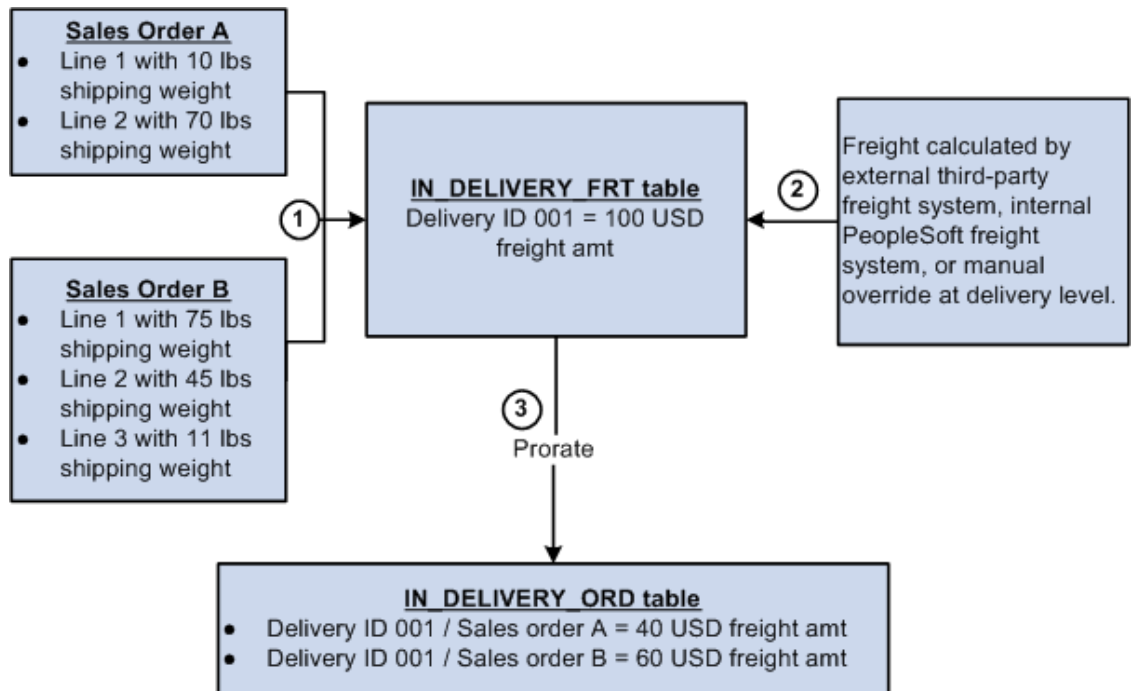 Sales Order A
• Line 1 with 10 lbs
shipping weight
• Line 2 with 70 lbs
shipping weight
Sales Order B
• Line 1 with 75 lbs
shipping weight
• Line 2 with 45 lbs
shipping weight
• Line 3 with 11 lbs
shipping weight
1
IN_DELIVERY_FRT table
Delivery ID 001 = 100 USD
freight amt
2
Freight calculated by
external third-party
freight system, internal
PeopleSoft freight
system, or manual
override at delivery level.
3
Prorate
IN_DELIVERY_ORD table
• Delivery ID 001 / Sales order A = 40 USD freight amt
• Delivery ID 001 / Sales order B = 60 USD freight amt